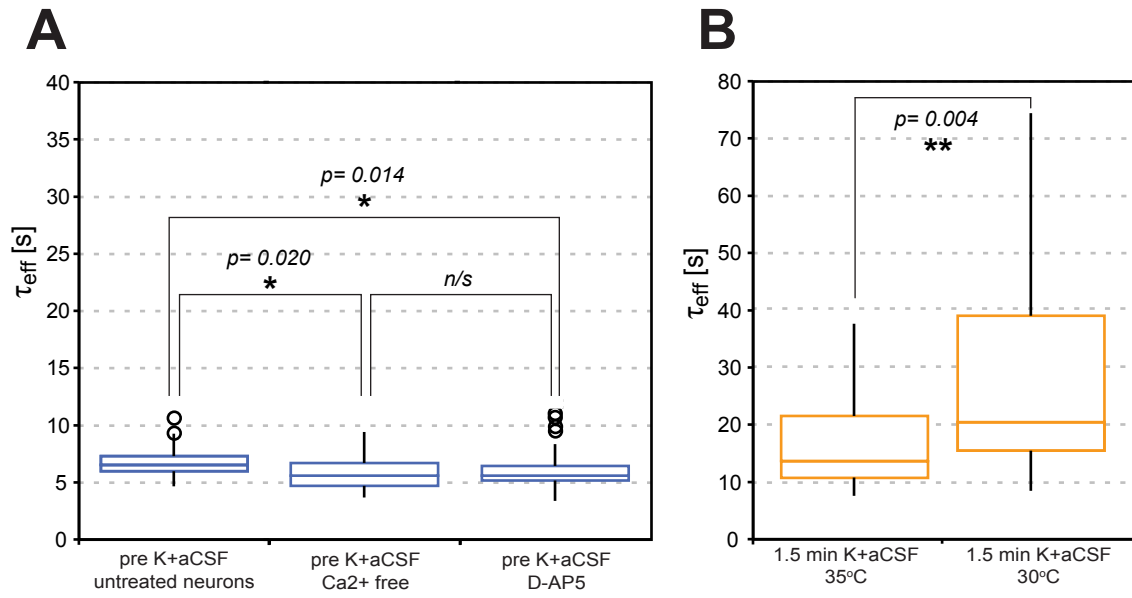 A
40
35
30
25
20
15
10
5
0
τeff [s]
p= 0.014
*
p= 0.020
*
n/s
pre K+aCSF
untreated neurons
pre K+aCSF
Ca2+ free
pre K+aCSF
D-AP5
B
80
70
60
50
40
30
20
10
0
τeff [s]
p= 0.004
**
1.5 min K+aCSF
35oC
1.5 min K+aCSF
30oC